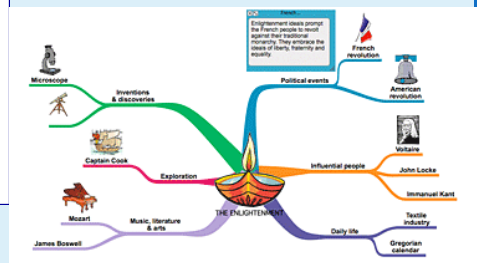 French...
Enlightenment ideals prompt
the French people to revolt
against their traditional
monarchy. They embrace the
ideals of liberty, fraternity and
equality.
French
revolution
Political events
American
revolution
Microscope
Inventions
& discoveries
Captain Cook
Exploration
Influential people
Voltaire
John Locke
Immanuel Kant
THE ENLIGHTENMENT
Mozart
Music, literature
& arts
James Boswell
Daily life
Textile
industry
Gregorian
calendar